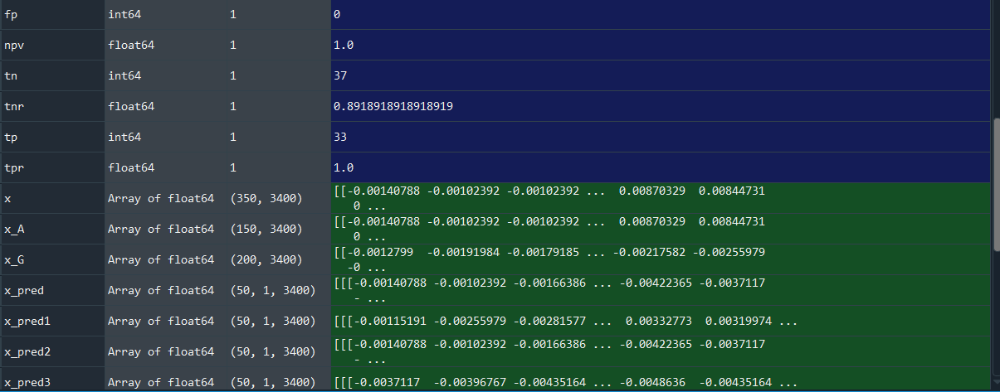 fp int64 1 0
npv float64 1 1.0
tn int64 1 37
tnr float64 1 0.8918918918918919
tp int64 1 33
tpr float64 1 1.0
x Array of float64 (350, 3400) [[-0.00140788 -0.00102392 -0.00102392 ... 0.00870329 0.00844731
0 ...
x_A Array of float64 (150, 3400) [[-0.00140788 -0.00102392 -0.00102392 ... 0.00870329 0.00844731
0 ...
x_G Array of float64 (200, 3400) [[-0.0012799 -0.00191984 -0.00179185 ... -0.00217582 -0.00255979
-0 ...
x_pred Array of float64 (50, 1, 3400) [[[-0.00140788 -0.00102392 -0.00166386 ... -0.00422365 -0.0037117
- ...
x_pred1 Array of float64 (50, 1, 3400) [[[-0.00115191 -0.00255979 -0.00281577 ... 0.00332773 0.00319974 ...
x_pred2 Array of float64 (50, 1, 3400) [[[-0.00140788 -0.00102392 -0.00166386 ... -0.00422365 -0.0037117
- ...
x_pred3 Array of float64 (50, 1, 3400) [[[-0.0037117 -0.00396767 -0.00435164 ... -0.0048636 -0.00435164 ...